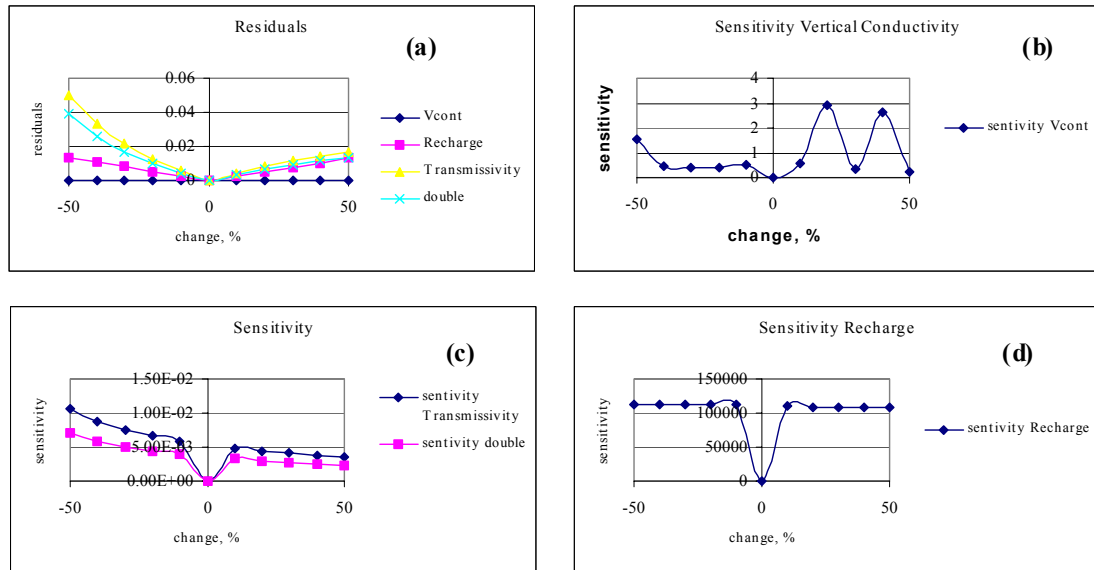 Residuals
(a)
0.06
0.04
0.02
0
residuals
-50
0
50
change, %
Vcont
Recharge
Transmissivity
double
Sensitivity Vertical Conductivity
(b)
4
3
2
1
0
sensitivity
-50
0
50
change, %
sentivity Vcont
Sensitivity
(c)
1.50E-02
1.00E-02
5.00E-03
0.00E+00
sensitivity
-50
0
50
change, %
sentivity
Transmissivity
sentivity double
Sensitivity Recharge
(d)
150000
100000
50000
0
sensitivity
-50
0
50
change, %
sentivity Recharge